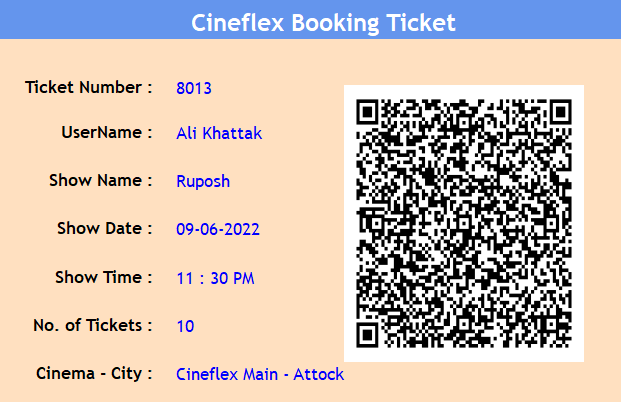 Cineflex Booking Ticket
Ticket Number : 8013
UserName : Ali Khattak
Show Name : Ruposh
Show Date : 09-06-2022
Show Time : 11 : 30 PM
No. of Tickets : 10
Cinema - City : Cineflex Main - Attock